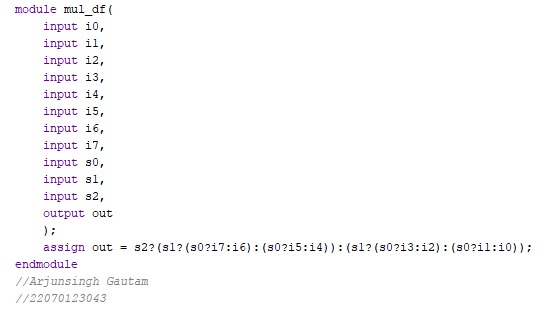 module mul_df(
input i0,
input i1,
input i2,
input i3,
input i4,
input i5,
input i6,
input i7,
input s0,
input s1,
input s2,
output out
);
assign out = s2?(s1?(s0?i7:i6):(s0?i5:i4)):(s1?(s0?i3:i2):(s0?i1:i0));
endmodule
//Arjunsingh Gautam
//22070123043